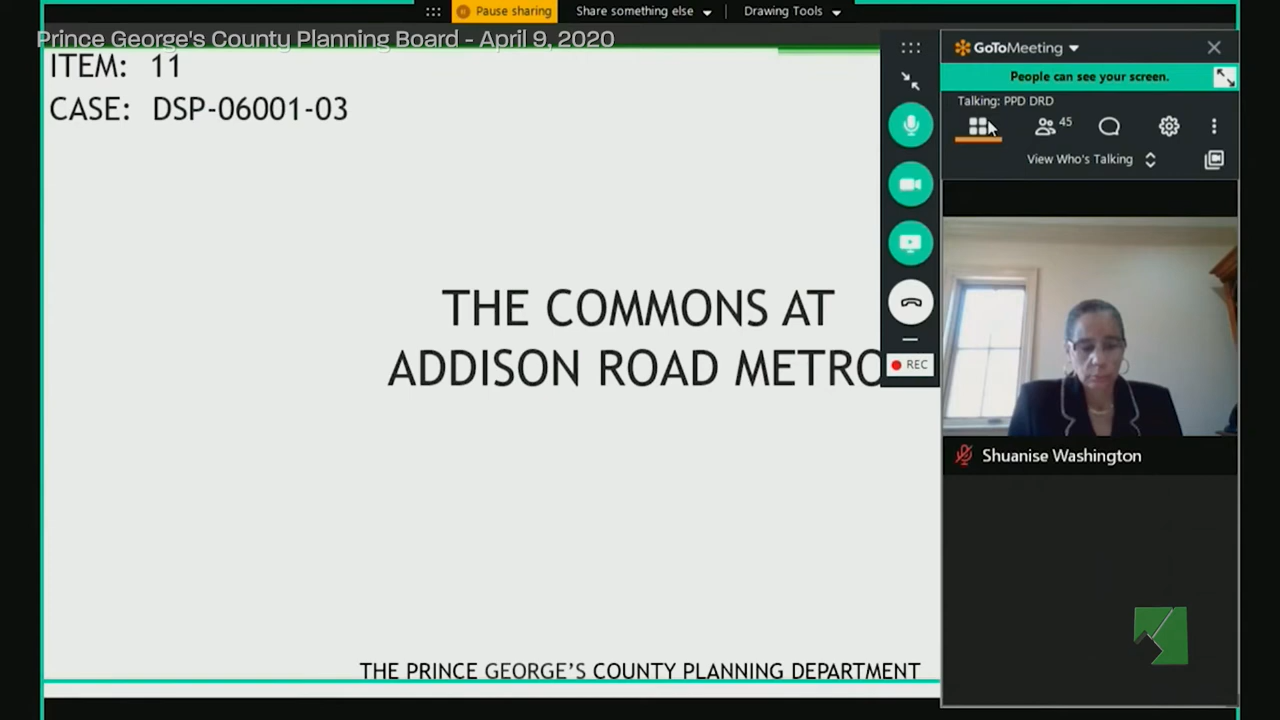 Pause sharing
Share something else
Drawing Tools
Prince George's County Planning Board - April 9, 2020
ITEM: 11
CASE: DSP-06001-03
THE COMMONS AT
ADDISON ROAD METRO
THE PRINCE GEORGE'S COUNTY PLANNING DEPARTMENT
GoToMeeting
People can see your screen.
Talking: PPD DRD
45
View Who's Talking
REC
Shuanise Washington